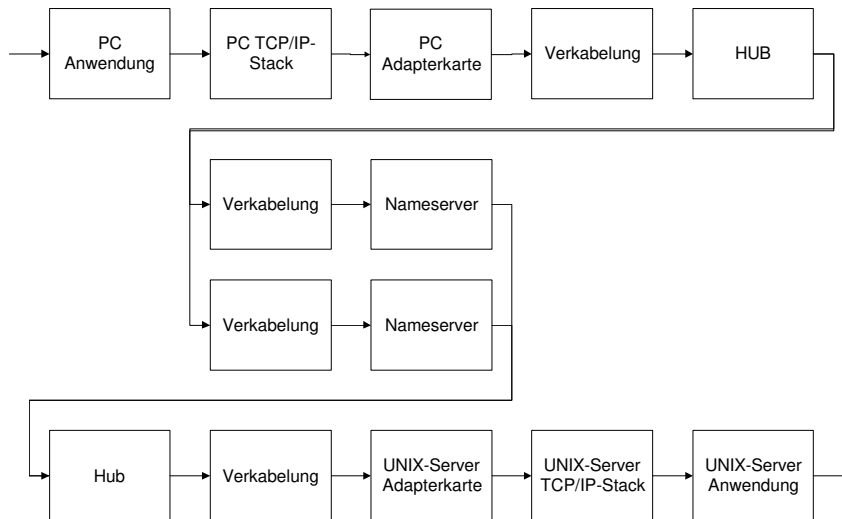 PC
Anwendung
PC TCP/IP-
Stack
PC
Adapterkarte
Verkabelung
HUB
Verkabelung
Nameserver
Verkabelung
Nameserver
Hub
Verkabelung
UNIX-Server
Adapterkarte
UNIX-Server
TCP/IP-Stack
UNIX-Server
Anwendung